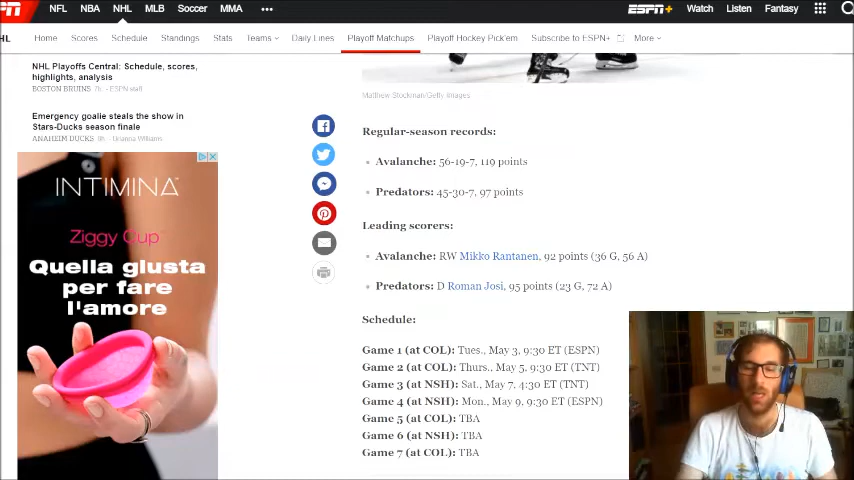 NFL NBA NHL MLB Soccer MMA ••• ESPN+ Watch Listen Fantasy
HL Home Scores Schedule Standings Stats Teams Daily Lines Playoff Matchups Playoff Hockey Pick'em Subscribe to ESPN+ More
NHL Playoffs Central: Schedule, scores,
highlights, analysis
BOSTON BRUINS 7h - ESPN staff
Emergency goalie steals the show in
Stars-Ducks season finale
ANAHEIM DUCKS
Matthew Stockman/Getty Images
Regular-season records:
Avalanche: 56-19-7, 119 points
Predators: 45-30-7, 97 points
Leading scorers:
Avalanche: RW Mikko Rantanen, 92 points (36 G, 56 A)
Predators: D Roman Josi, 95 points (23 G, 72 A)
Schedule:
Game 1 (at COL): Tues., May 3, 9:30 ET (ESPN)
Game 2 (at COL): Thurs., May 5, 9:30 ET (TNT)
Game 3 (at NSH): Sat., May 7, 4:30 ET (TNT)
Game 4 (at NSH): Mon., May 9, 9:30 ET (ESPN)
Game 5 (at COL): TBA
Game 6 (at NSH): TBA
Game 7 (at COL): TBA
INTIMINA™
Ziggy Cup™
Quella giusta
per fare
l'amore